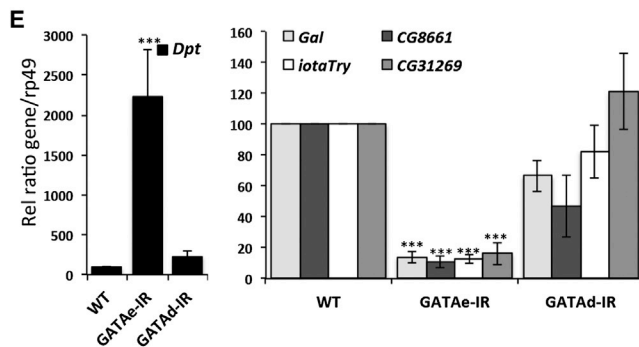 E
Rel ratio gene/rp49
3000
2500
2000
1500
1000
500
0
***
Dpt
WT
GATAe-IR
GATAd-IR
160
140
120
100
80
60
40
20
0
Gal
CG8661
iotaTry
CG31269
*** *** *** ***
WT
GATAe-IR
GATAd-IR